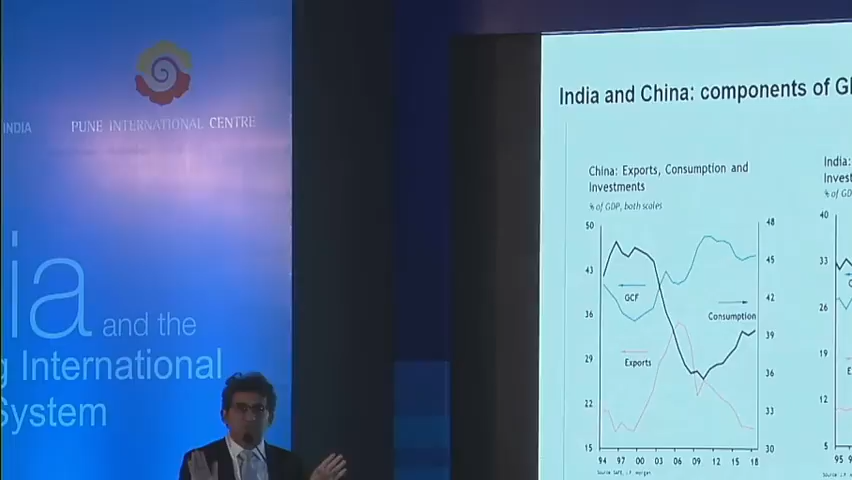 INDIA
PUNE INTERNATIONAL CENTRE
ia and the
g International
System
India and China: components of G
China: Exports, Consumption and
Investments
% of GDP, both scales
50
43
36
29
22
15
48
45
42
39
36
33
30
GCF
Consumption
Exports
94 97 00 03 06 09 12 15 18
India:
Invest
% of GD
40
33
26
19
12
5
95